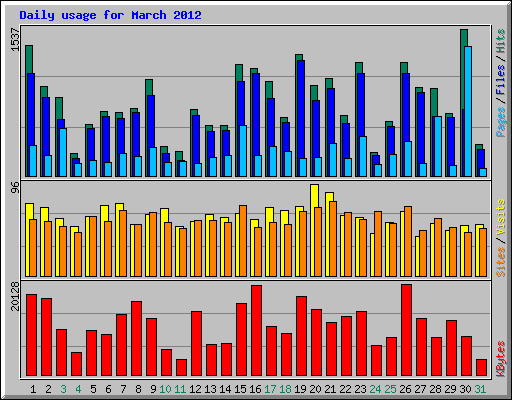 Daily usage for March 2012
1537
Pages / Files / Hits
96
Sites / Visits
20128
KBytes
1 2 3 4 5 6 7 8 9 10 11 12 13 14 15 16 17 18 19 20 21 22 23 24 25 26 27 28 29 30 31